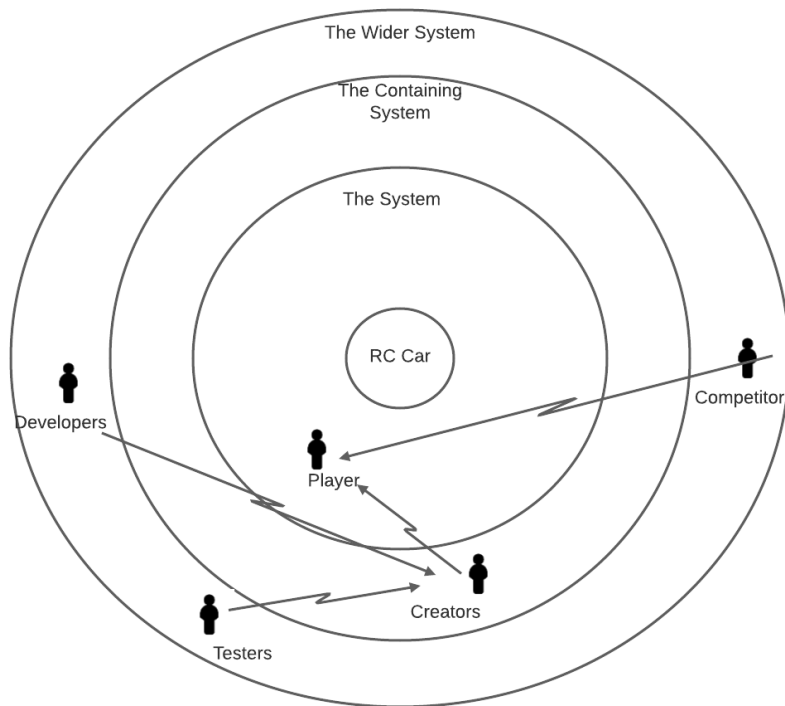 The Wider System
The Containing
System
The System
RC Car
Competitor
Developers
Player
Creators
Testers